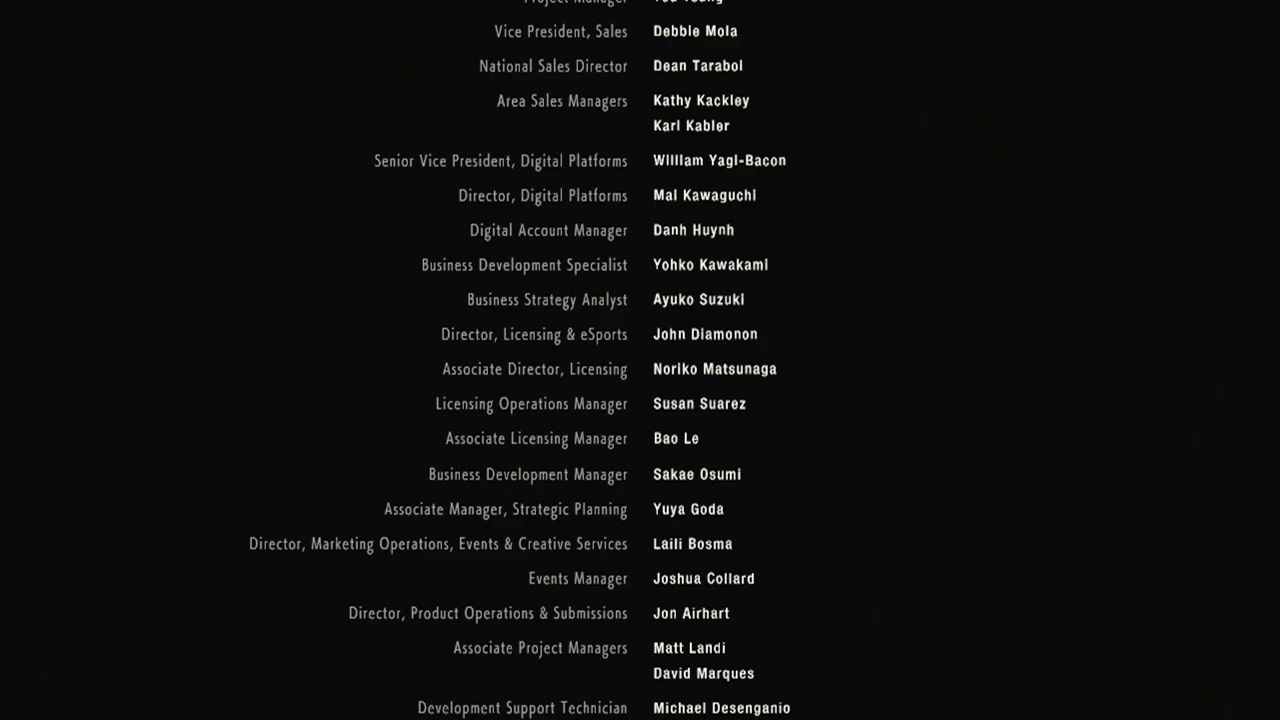 Vice President, Sales Debbie Mola
National Sales Director Dean Tarabol
Area Sales Managers Kathy Kackley
Karl Kabler
Senior Vice President, Digital Platforms William Yagi-Bacon
Director, Digital Platforms Mai Kawaguchi
Digital Account Manager Danh Huynh
Business Development Specialist Yohko Kawakami
Business Strategy Analyst Ayuko Suzuki
Director, Licensing & eSports John Diamonon
Associate Director, Licensing Noriko Matsunaga
Licensing Operations Manager Susan Suarez
Associate Licensing Manager Bao Le
Business Development Manager Sakae Osumi
Associate Manager, Strategic Planning Yuya Goda
Director, Marketing Operations, Events & Creative Services Laili Bosma
Events Manager Joshua Collard
Director, Product Operations & Submissions Jon Airhart
Associate Project Managers Matt Landi
David Marques
Development Support Technician Michael Desenganio